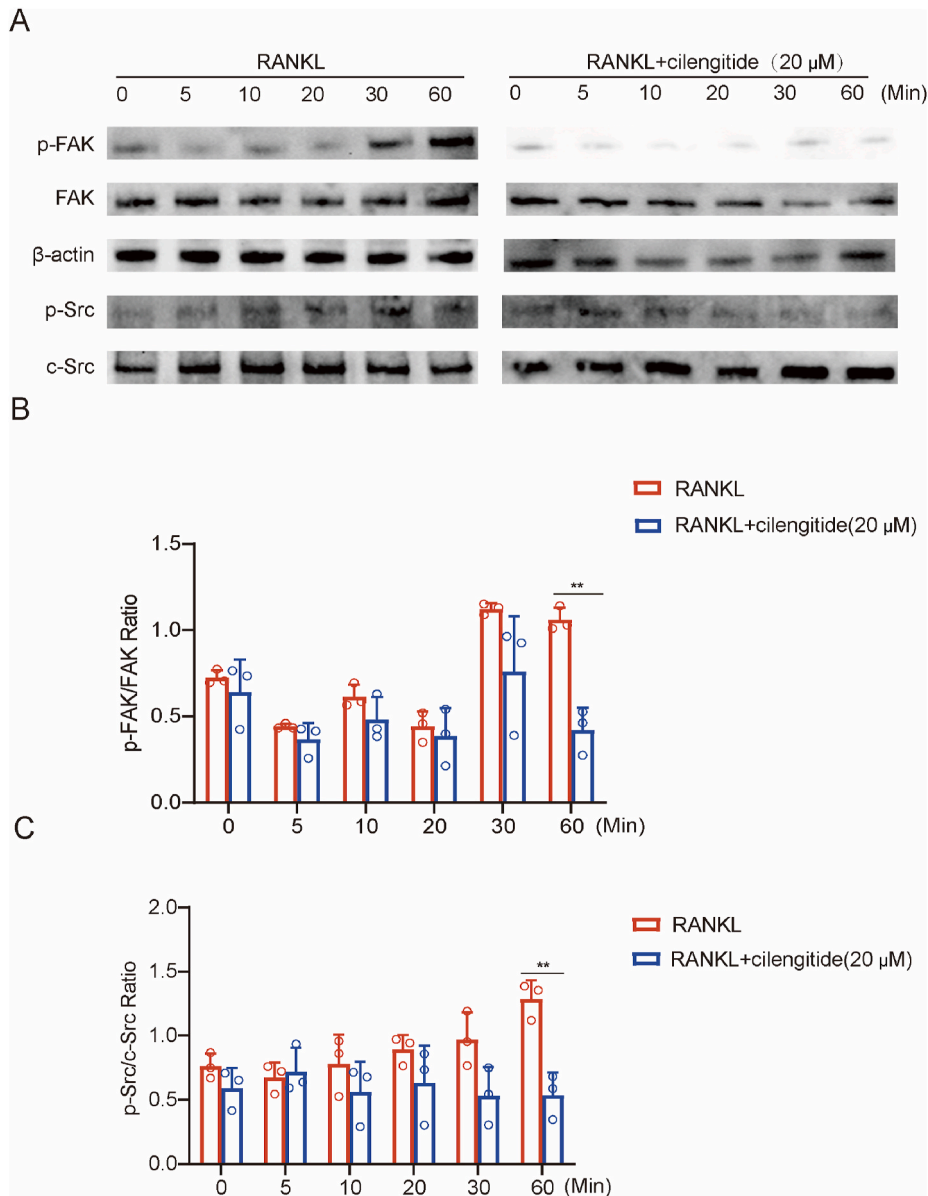 A
RANKL
RANKL+cilengitide（20 μM）
0 5 10 20 30 60
0 5 10 20 30 60 (Min)
p-FAK
FAK
β-actin
p-Src
c-Src
B
RANKL
RANKL+cilengitide(20 μM)
p-FAK/FAK Ratio
1.5
1.0
0.5
0.0
**
0 5 10 20 30 60 (Min)
C
RANKL
RANKL+cilengitide(20 μM)
p-Src/c-Src Ratio
2.0
1.5
1.0
0.5
0.0
**
0 5 10 20 30 60 (Min)